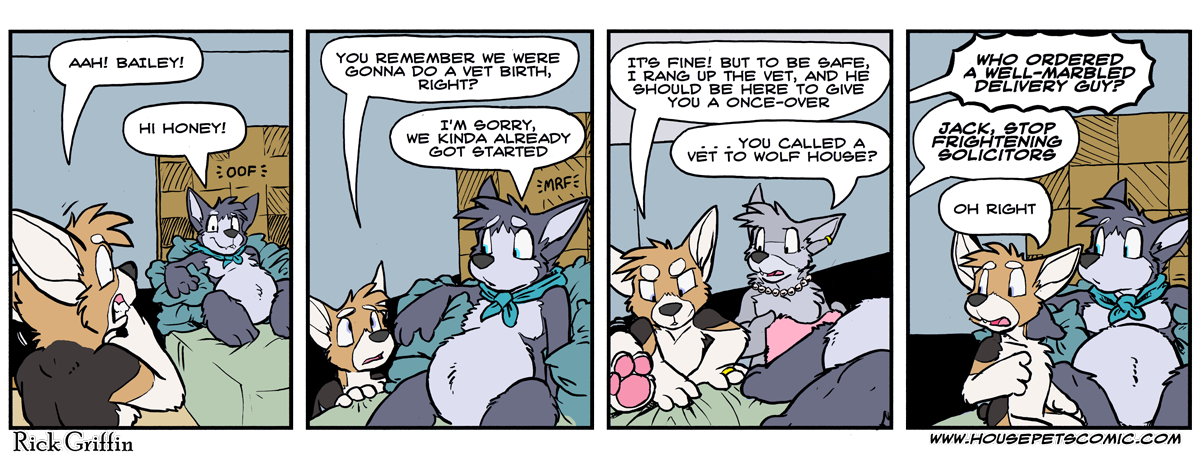 AAH! BAILEY!
HI HONEY!
OOF
YOU REMEMBER WE WERE
GONNA DO A VET BIRTH,
RIGHT?
I'M SORRY,
WE KINDA ALREADY
GOT STARTED
MRF
IT'S FINE! BUT TO BE SAFE,
I RANG UP THE VET, AND HE
SHOULD BE HERE TO GIVE
YOU A ONCE-OVER
. . . YOU CALLED A
VET TO WOLF HOUSE?
WHO ORDERED
A WELL-MARBLED
DELIVERY GUY?
JACK, STOP
FRIGHTENING
SOLICITORS
OH RIGHT
Rick Griffin
WWW.HOUSEPETSCOMIC.COM